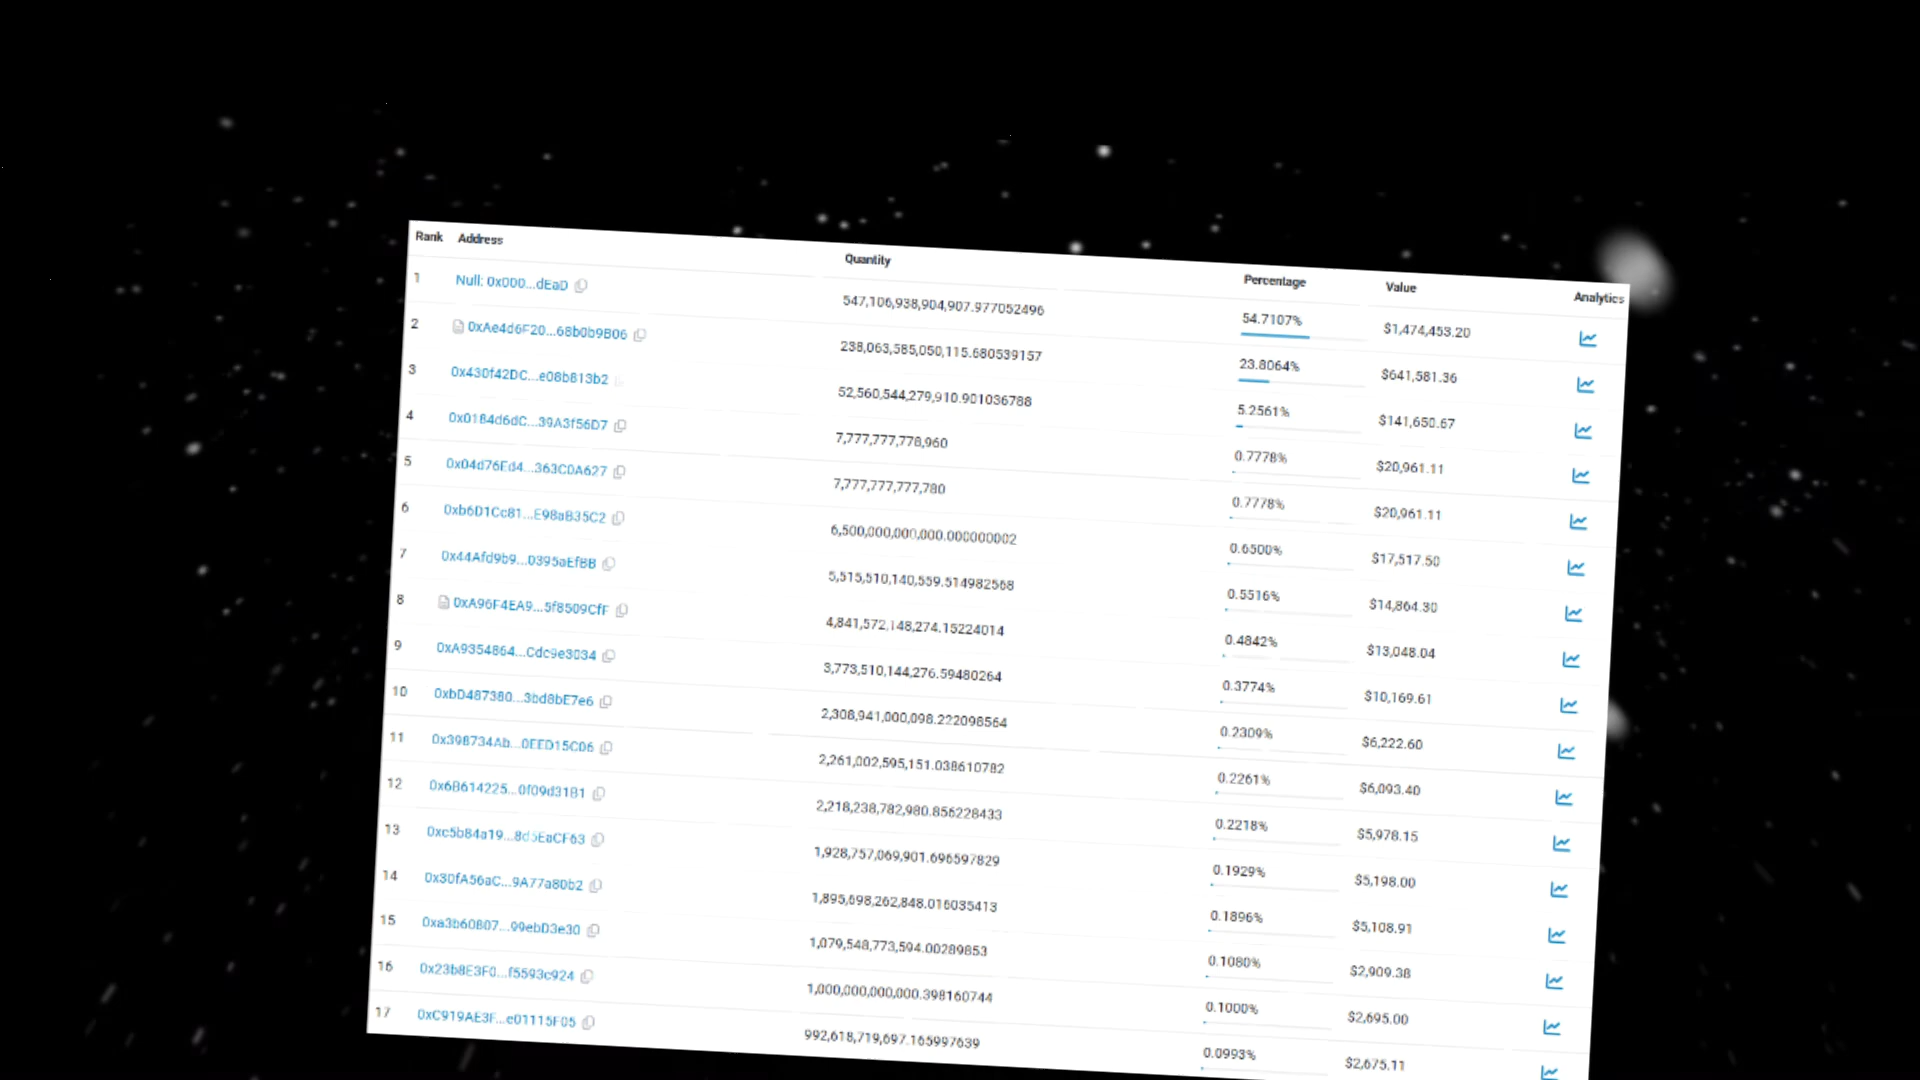 Rank Address Quantity Percentage Value Analytics
1 Null: 0x000...dEaD 547,106,938,904,907.977052496 54.7107% $1,474,453.20
2 0xAe4d6F20...68b0b9B06 238,063,585,050,115.680539157 23.8064% $641,581.36
3 0x430f42DC...e08b813b2 52,560,544,279,910.901036788 5.2561% $141,650.67
4 0x0184d6dC...39A3f56D7 7,777,777,778,960 0.7778% $20,961.11
5 0x04d76Ed4...363C0A627 7,777,777,777,780 0.7778% $20,961.11
6 0xb6D1Cc81...E98aB35C2 6,500,000,000,000.000000002 0.6500% $17,517.50
7 0x44Afd9b9...0395aEfBB 5,515,510,140,559.514982568 0.5516% $14,864.30
8 0xA96F4EA9...5f8509CfF 4,841,572,148,274.15224014 0.4842% $13,048.04
9 0xA9354864...Cdc9e3034 3,773,510,144,276.59480264 0.3774% $10,169.61
10 0xbD487380...3bd8bE7e6 2,308,941,000,098.222098564 0.2309% $6,222.60
11 0x398734Ab...0EED15C06 2,261,002,595,151.038610782 0.2261% $6,093.40
12 0x6B614225...0f09d31B1 2,218,238,782,980.856228433 0.2218% $5,978.15
13 0xc5b84a19...8d5EaCF63 1,928,757,069,901.696597829 0.1929% $5,198.00
14 0x30fA56aC...9A77a80b2 1,895,698,262,848.016035413 0.1896% $5,108.91
15 0xa3b60807...99ebD3e30 1,079,548,773,594.00289853 0.1080% $2,909.38
16 0x23b8E3F0...f5593c924 1,000,000,000,000.398160744 0.1000% $2,695.00
17 0xC919AE3F...e01115F05 992,618,719,697.165997639 0.0993% $2,675.11